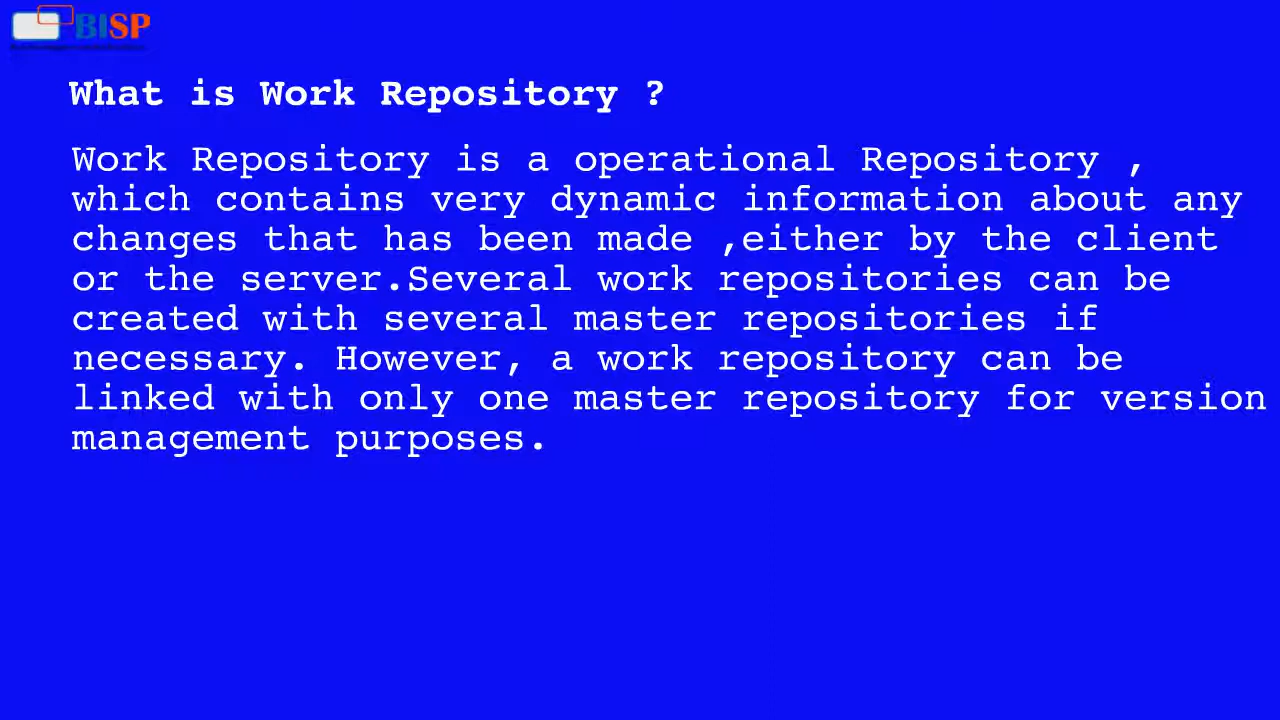 BISP
What is Work Repository ?
Work Repository is a operational Repository ,
which contains very dynamic information about any
changes that has been made ,either by the client
or the server.Several work repositories can be
created with several master repositories if
necessary. However, a work repository can be
linked with only one master repository for version
management purposes.